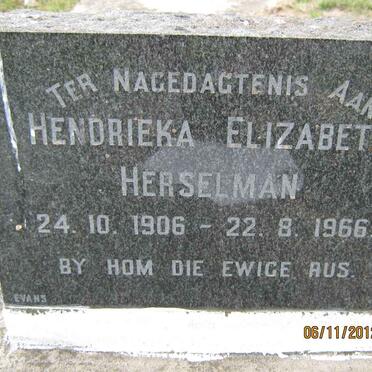 TER NAGEDAGTENIS AAN
HENDRIEKA ELIZABET
HERSELMAN
24. 10. 1906 - 22. 8. 1966.
BY HOM DIE EWIGE RUS.
EVANS
06/11/2012